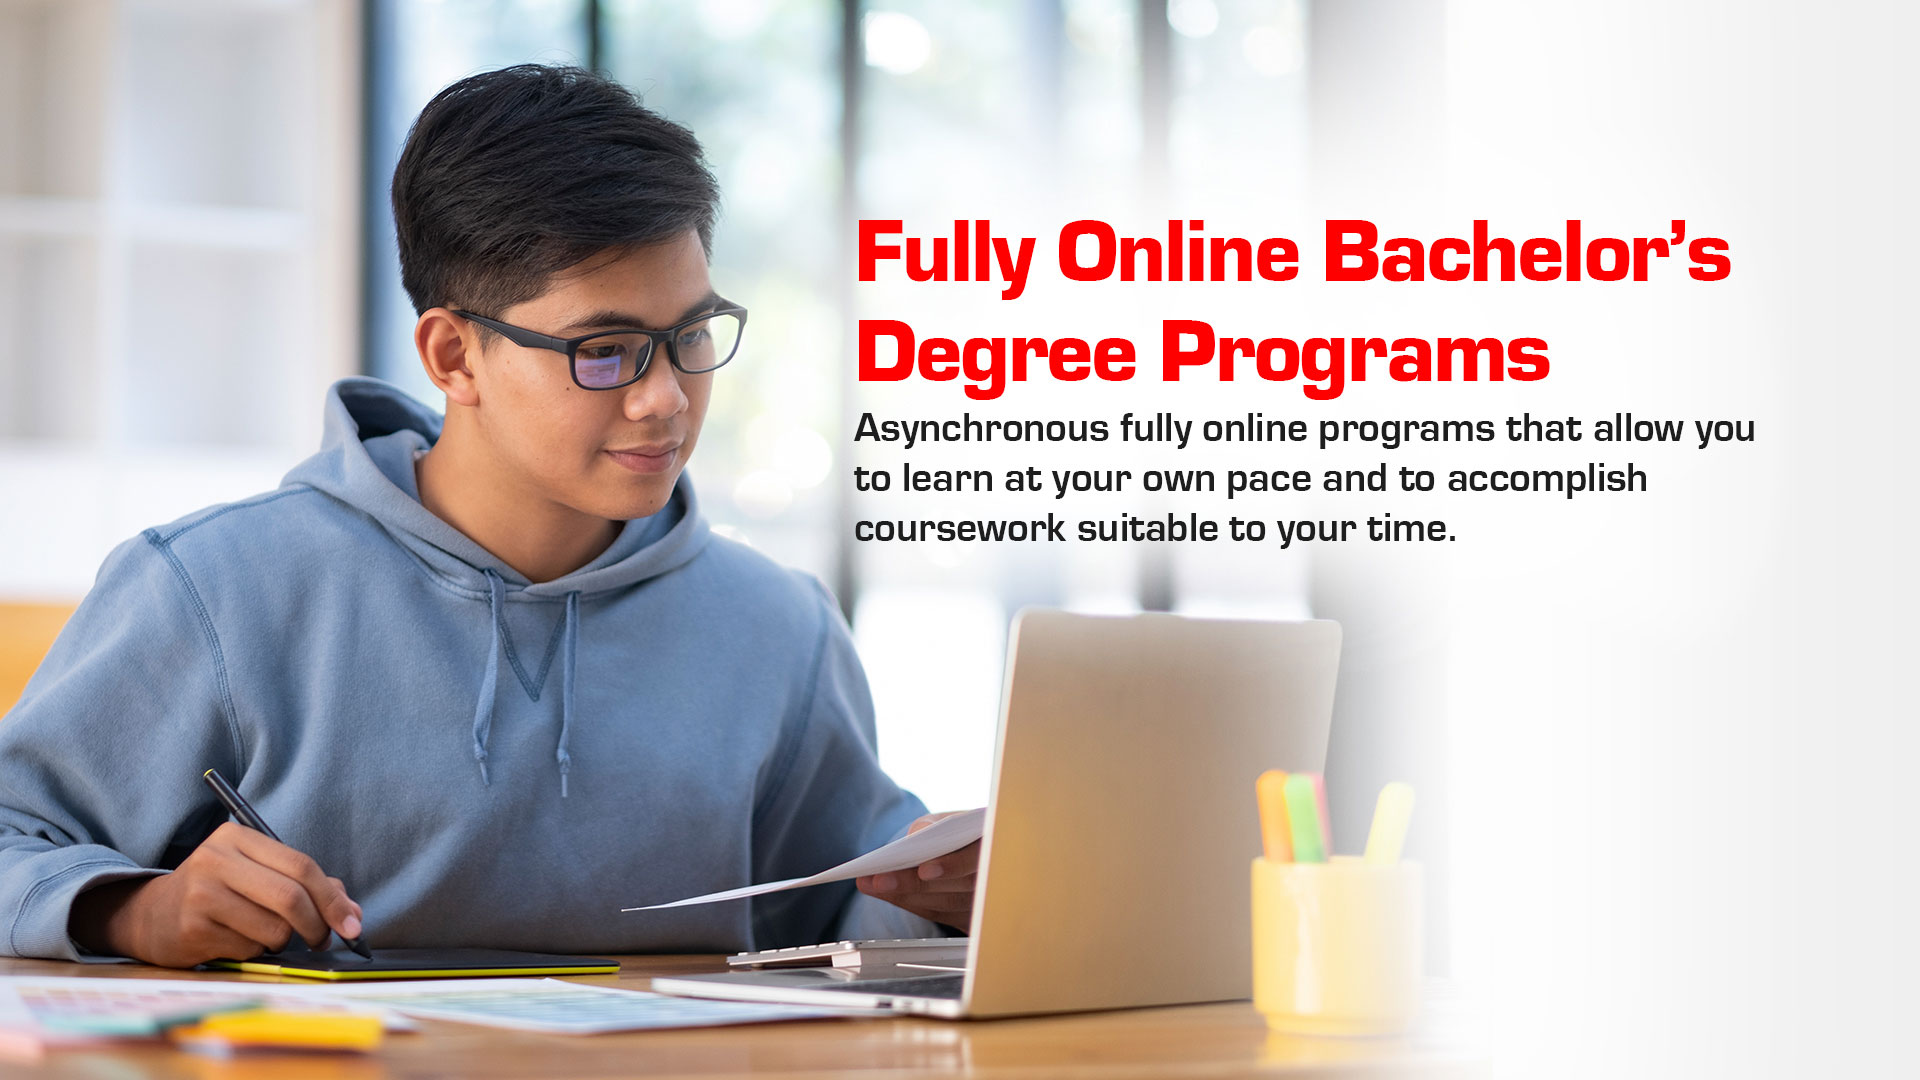 Fully Online Bachelor’s
Degree Programs
Asynchronous fully online programs that allow you
to learn at your own pace and to accomplish
coursework suitable to your time.